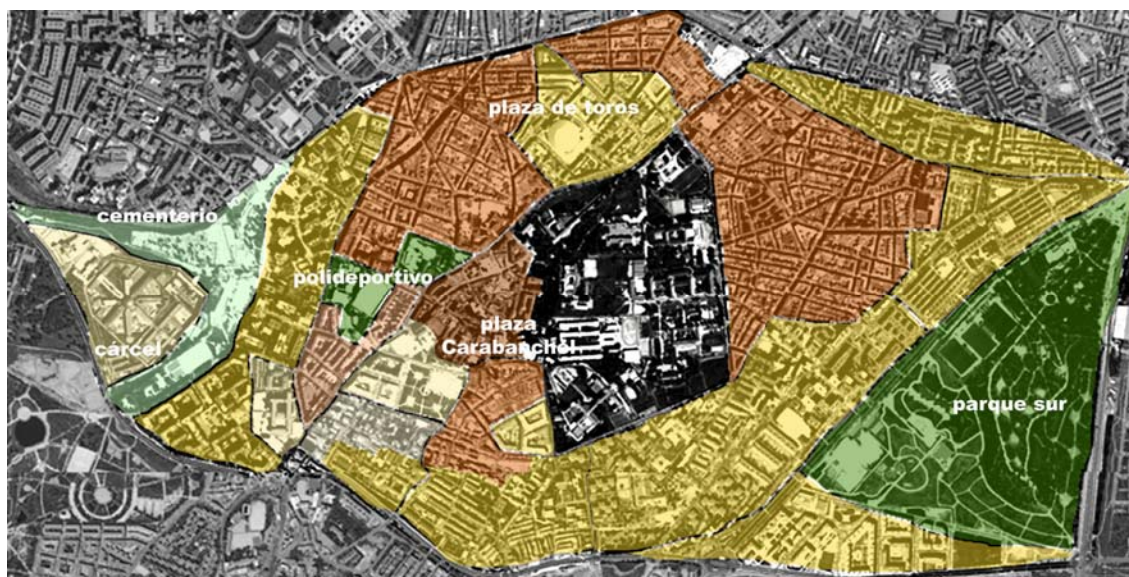 plaza de toros
cementerio
polideportivo
plaza
Carabanchel
cárcel
parque sur